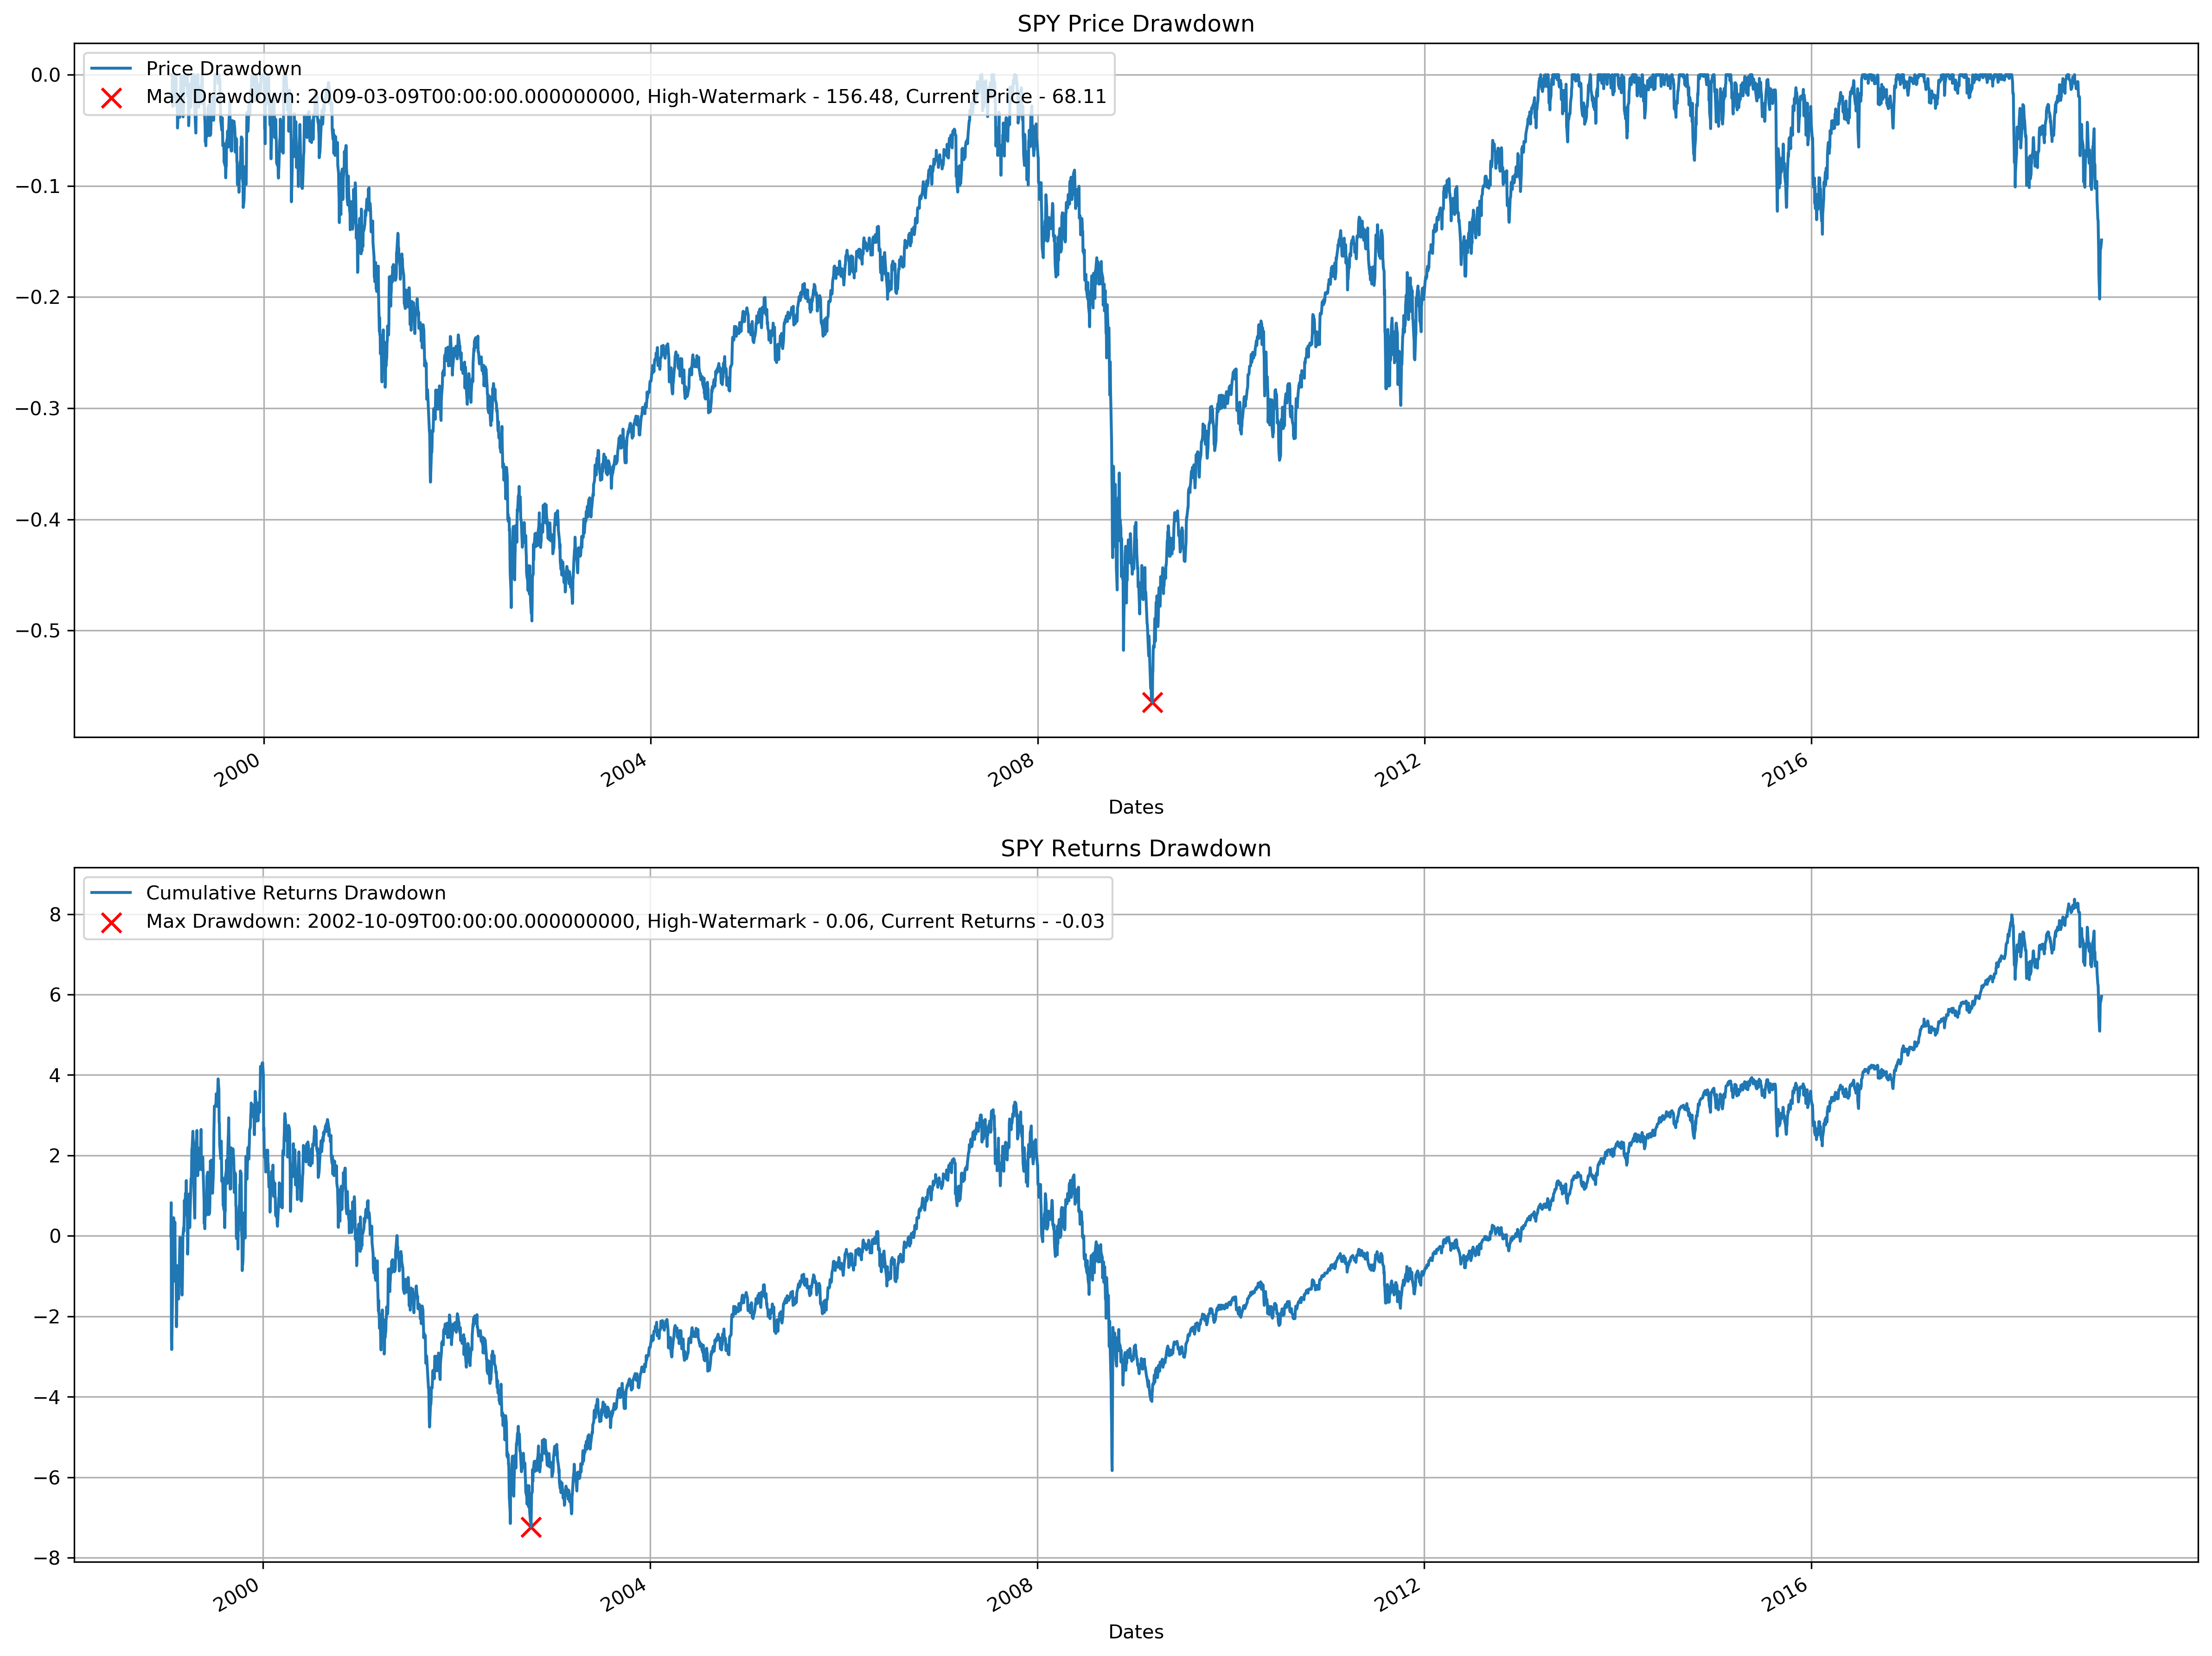 SPY Price Drawdown
Price Drawdown
Max Drawdown: 2009-03-09T00:00:00.000000000, High-Watermark - 156.48, Current Price - 68.11
0.0
−0.1
−0.2
−0.3
−0.4
−0.5
2000 2004 2008 2012 2016
Dates
SPY Returns Drawdown
Cumulative Returns Drawdown
Max Drawdown: 2002-10-09T00:00:00.000000000, High-Watermark - 0.06, Current Returns - -0.03
8
6
4
2
0
−2
−4
−6
−8
2000 2004 2008 2012 2016
Dates